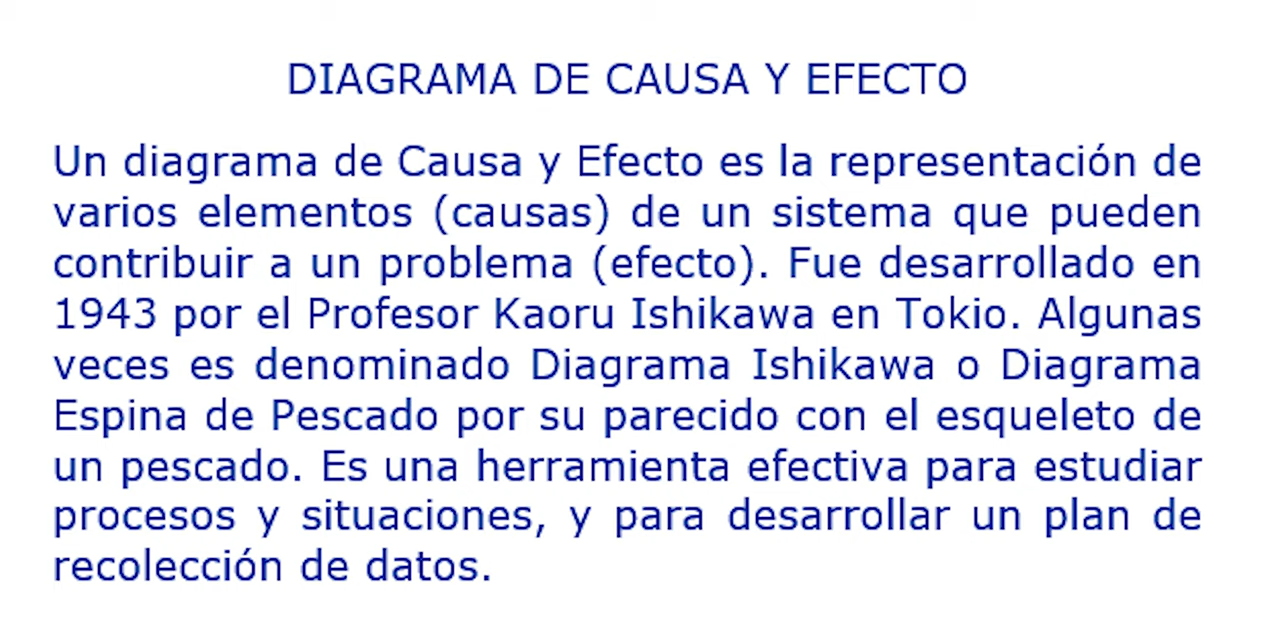 DIAGRAMA DE CAUSA Y EFECTO
Un diagrama de Causa y Efecto es la representación de
varios elementos (causas) de un sistema que pueden
contribuir a un problema (efecto). Fue desarrollado en
1943 por el Profesor Kaoru Ishikawa en Tokio. Algunas
veces es denominado Diagrama Ishikawa o Diagrama
Espina de Pescado por su parecido con el esqueleto de
un pescado. Es una herramienta efectiva para estudiar
procesos y situaciones, y para desarrollar un plan de
recolección de datos.